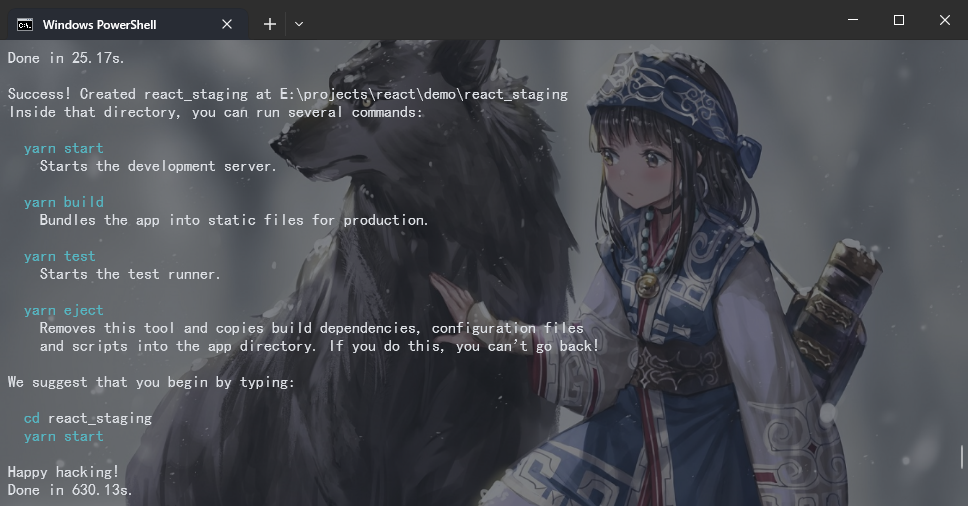 Windows PowerShell
Done in 25.17s.
Success! Created react_staging at E:\projects\react\demo\react_staging
Inside that directory, you can run several commands:
yarn start
Starts the development server.
yarn build
Bundles the app into static files for production.
yarn test
Starts the test runner.
yarn eject
Removes this tool and copies build dependencies, configuration files
and scripts into the app directory. If you do this, you can't go back!
We suggest that you begin by typing:
cd react_staging
yarn start
Happy hacking!
Done in 630.13s.